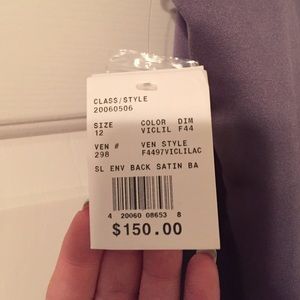 CLASS/STYLE
20060506
SIZE COLOR DIM
12 VICLIL F44
VEN # VEN STYLE
298 F4497VICLILAC
SL ENV BACK SATIN BA
4 20060 08653 8
$150.00